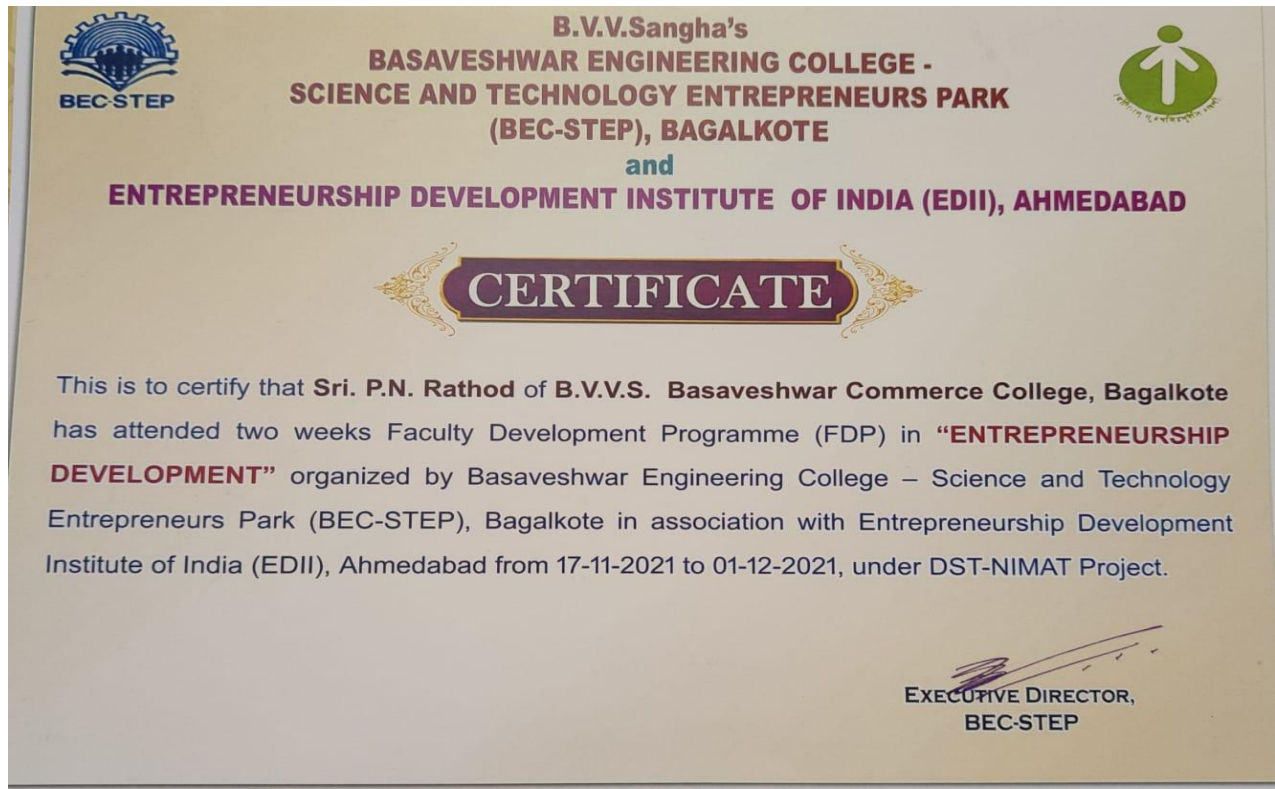 B.V.V.Sangha's
BASAVESHWAR ENGINEERING COLLEGE -
SCIENCE AND TECHNOLOGY ENTREPRENEURS PARK
(BEC-STEP), BAGALKOTE
and
ENTREPRENEURSHIP DEVELOPMENT INSTITUTE OF INDIA (EDII), AHMEDABAD
BEC-STEP
CERTIFICATE
This is to certify that Sri. P.N. Rathod of B.V.V.S. Basaveshwar Commerce College, Bagalkote
has attended two weeks Faculty Development Programme (FDP) in “ENTREPRENEURSHIP
DEVELOPMENT” organized by Basaveshwar Engineering College – Science and Technology
Entrepreneurs Park (BEC-STEP), Bagalkote in association with Entrepreneurship Development
Institute of India (EDII), Ahmedabad from 17-11-2021 to 01-12-2021, under DST-NIMAT Project.
EXECUTIVE DIRECTOR,
BEC-STEP